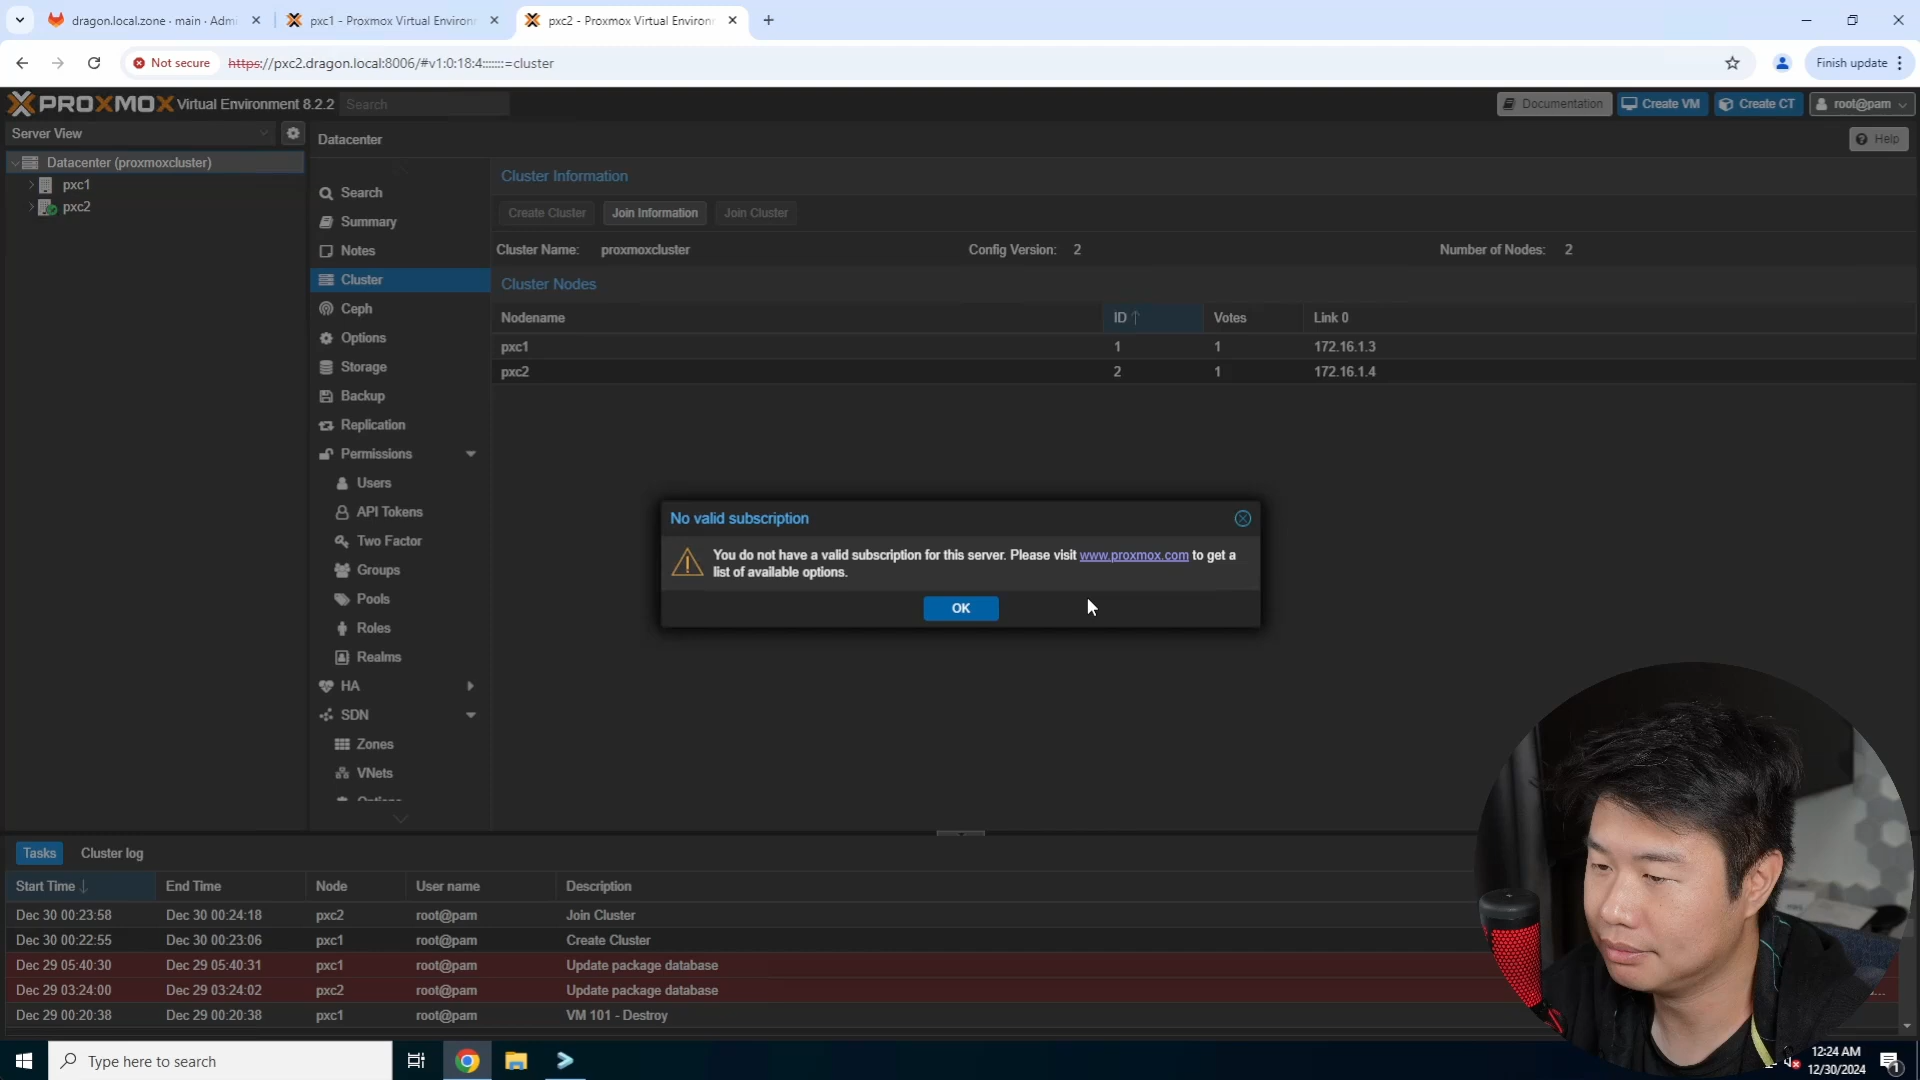 dragon.local.zone · main · Adm
pxc1 - Proxmox Virtual Environ
pxc2 - Proxmox Virtual Environ
Not secure
https://pxc2.dragon.local:8006/#v1:0:18:4:::::::=cluster
Finish update
PROXMOX Virtual Environment 8.2.2
Search
Documentation
Create VM
Create CT
root@pam
Server View
Datacenter
Help
Datacenter (proxmoxcluster)
pxc1
pxc2
Search
Summary
Notes
Cluster
Ceph
Options
Storage
Backup
Replication
Permissions
Users
API Tokens
Two Factor
Groups
Pools
Roles
Realms
HA
SDN
Zones
VNets
Options
Cluster Information
Create Cluster
Join Information
Join Cluster
Cluster Name: proxmoxcluster
Config Version: 2
Number of Nodes: 2
Cluster Nodes
Nodename ID Votes Link 0
pxc1 1 1 172.16.1.3
pxc2 2 1 172.16.1.4
No valid subscription
You do not have a valid subscription for this server. Please visit www.proxmox.com to get a
list of available options.
OK
Tasks
Cluster log
Start Time End Time Node User name Description
Dec 30 00:23:58 Dec 30 00:24:18 pxc2 root@pam Join Cluster
Dec 30 00:22:55 Dec 30 00:23:06 pxc1 root@pam Create Cluster
Dec 29 05:40:30 Dec 29 05:40:31 pxc1 root@pam Update package database
Dec 29 03:24:00 Dec 29 03:24:02 pxc2 root@pam Update package database
Dec 29 00:20:38 Dec 29 00:20:38 pxc1 root@pam VM 101 - Destroy
Type here to search
12:24 AM
12/30/2024
1